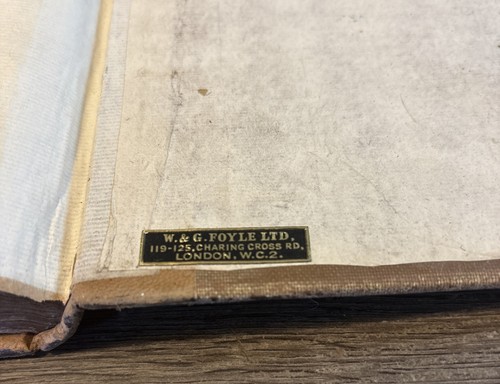 W. & G. FOYLE LTD.
119-125, CHARING CROSS RD.
LONDON. W.C.2.